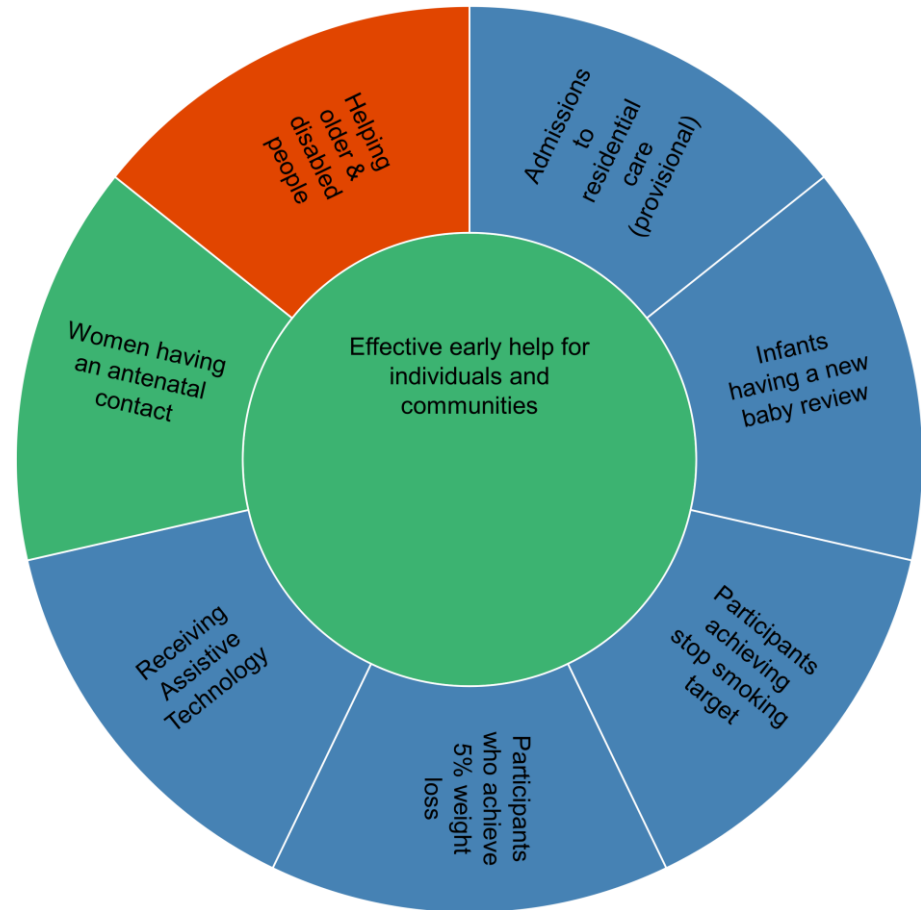 Helping
older &
disabled
people
Admissions
to
residential
care
(provisional)
Women having
an antenatal
contact
Effective early help for
individuals and
communities
Infants
having a new
baby review
Receiving
Assistive
Technology
Participants
who achieve
5% weight
loss
Participants
achieving
stop smoking
target